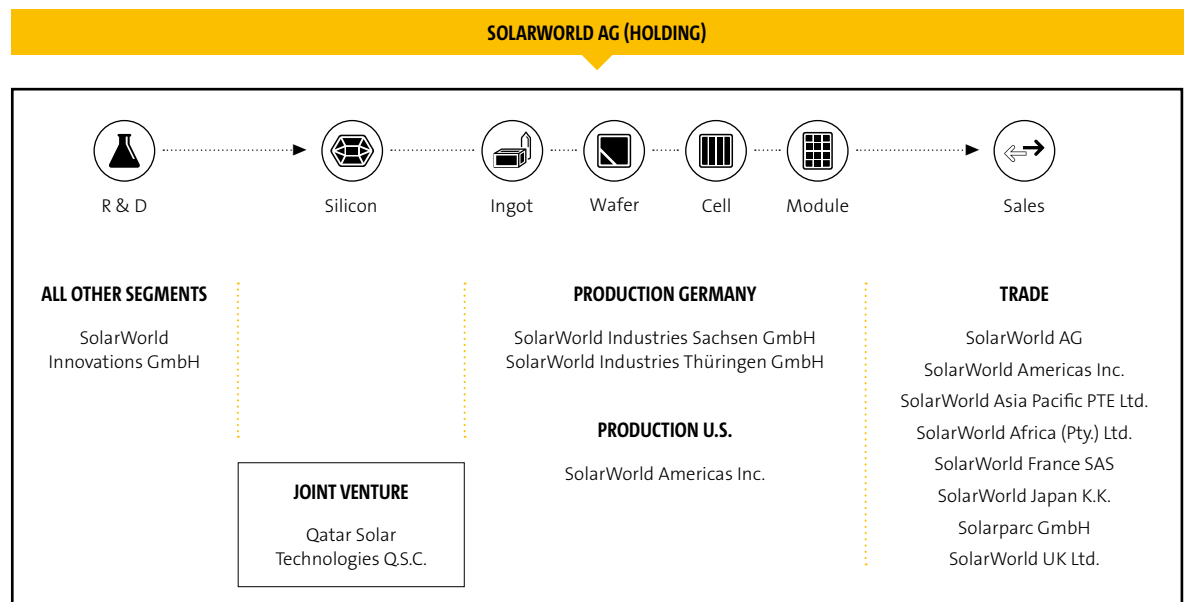 SOLARWORLD AG (HOLDING)
R & D
Silicon
Ingot
Wafer
Cell
Module
Sales
ALL OTHER SEGMENTS
SolarWorld
Innovations GmbH
JOINT VENTURE
Qatar Solar
Technologies Q.S.C.
PRODUCTION GERMANY
SolarWorld Industries Sachsen GmbH
SolarWorld Industries Thüringen GmbH
PRODUCTION U.S.
SolarWorld Americas Inc.
TRADE
SolarWorld AG
SolarWorld Americas Inc.
SolarWorld Asia Pacific PTE Ltd.
SolarWorld Africa (Pty.) Ltd.
SolarWorld France SAS
SolarWorld Japan K.K.
Solarparc GmbH
SolarWorld UK Ltd.